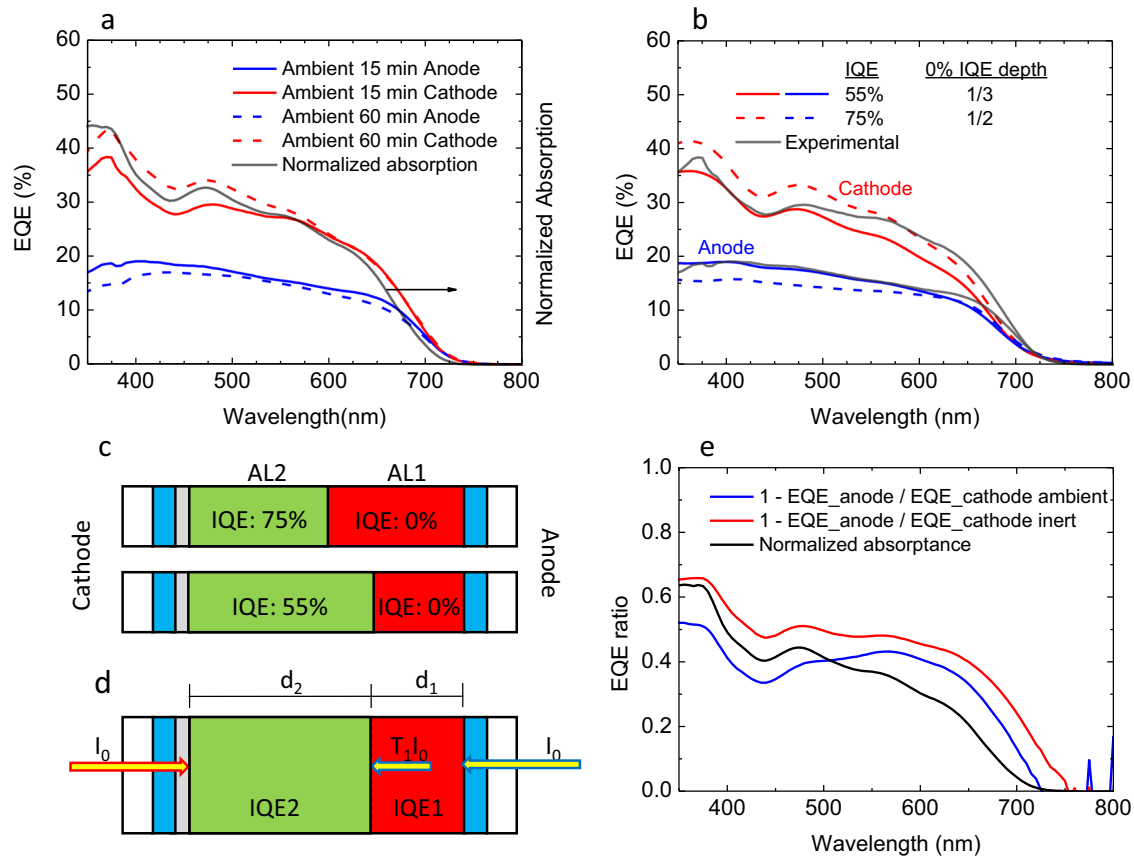 a
60
50
40
30
20
10
0
EQE (%)
Ambient 15 min Anode
Ambient 15 min Cathode
Ambient 60 min Anode
Ambient 60 min Cathode
Normalized absorption
Normalized Absorption
400 500 600 700 800
Wavelength(nm)
b
60
50
40
30
20
10
0
EQE (%)
IQE 0% IQE depth
55% 1/3
75% 1/2
Experimental
Cathode
Anode
400 500 600 700 800
Wavelength (nm)
c
AL2 AL1
Cathode
IQE: 75% IQE: 0%
IQE: 55% IQE: 0%
Anode
d
d₂ d₁
I₀ T₁I₀ I₀
IQE2 IQE1
e
1.0
0.8
0.6
0.4
0.2
0.0
EQE ratio
1 - EQE_anode / EQE_cathode ambient
1 - EQE_anode / EQE_cathode inert
Normalized absorptance
400 500 600 700 800
Wavelength (nm)